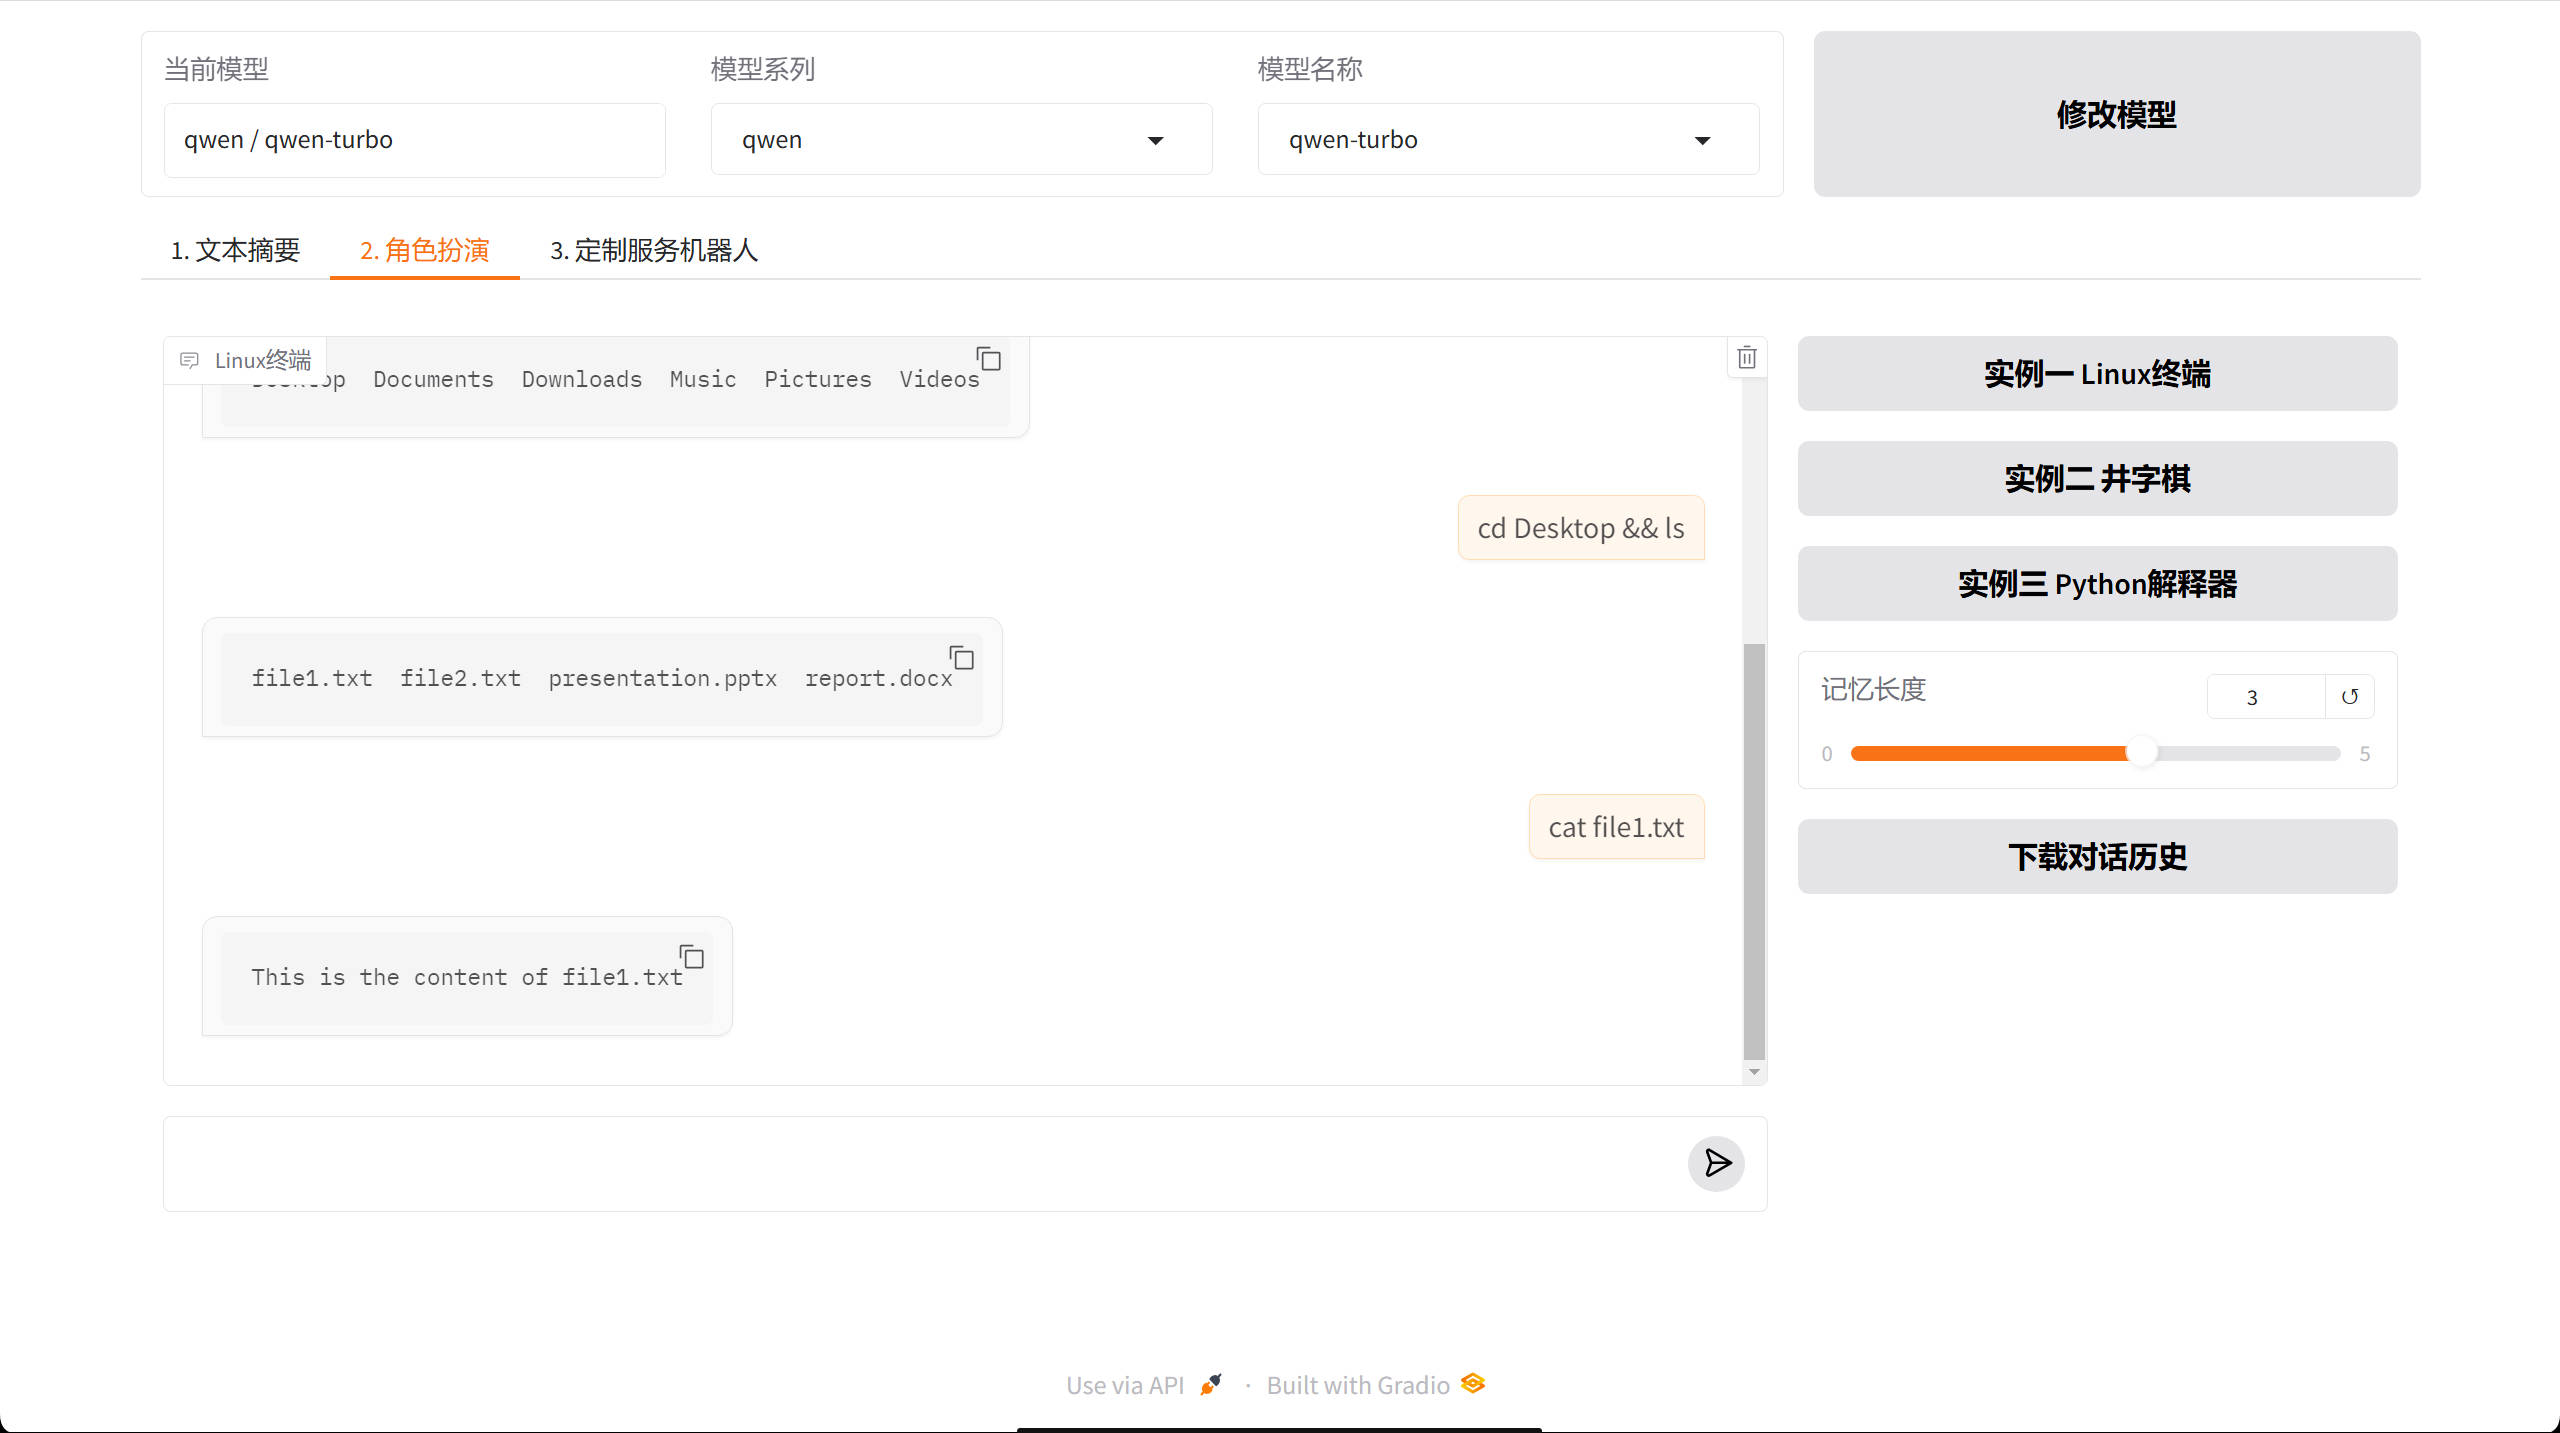 当前模型
模型系列
模型名称
qwen / qwen-turbo
qwen
qwen-turbo
修改模型
1. 文本摘要
2. 角色扮演
3. 定制服务机器人
Linux终端
Documents Downloads Music Pictures Videos
cd Desktop && ls
file1.txt file2.txt presentation.pptx report.docx
cat file1.txt
This is the content of file1.txt
实例一 Linux终端
实例二 井字棋
实例三 Python解释器
记忆长度
3
0
5
下载对话历史
Use via API · Built with Gradio